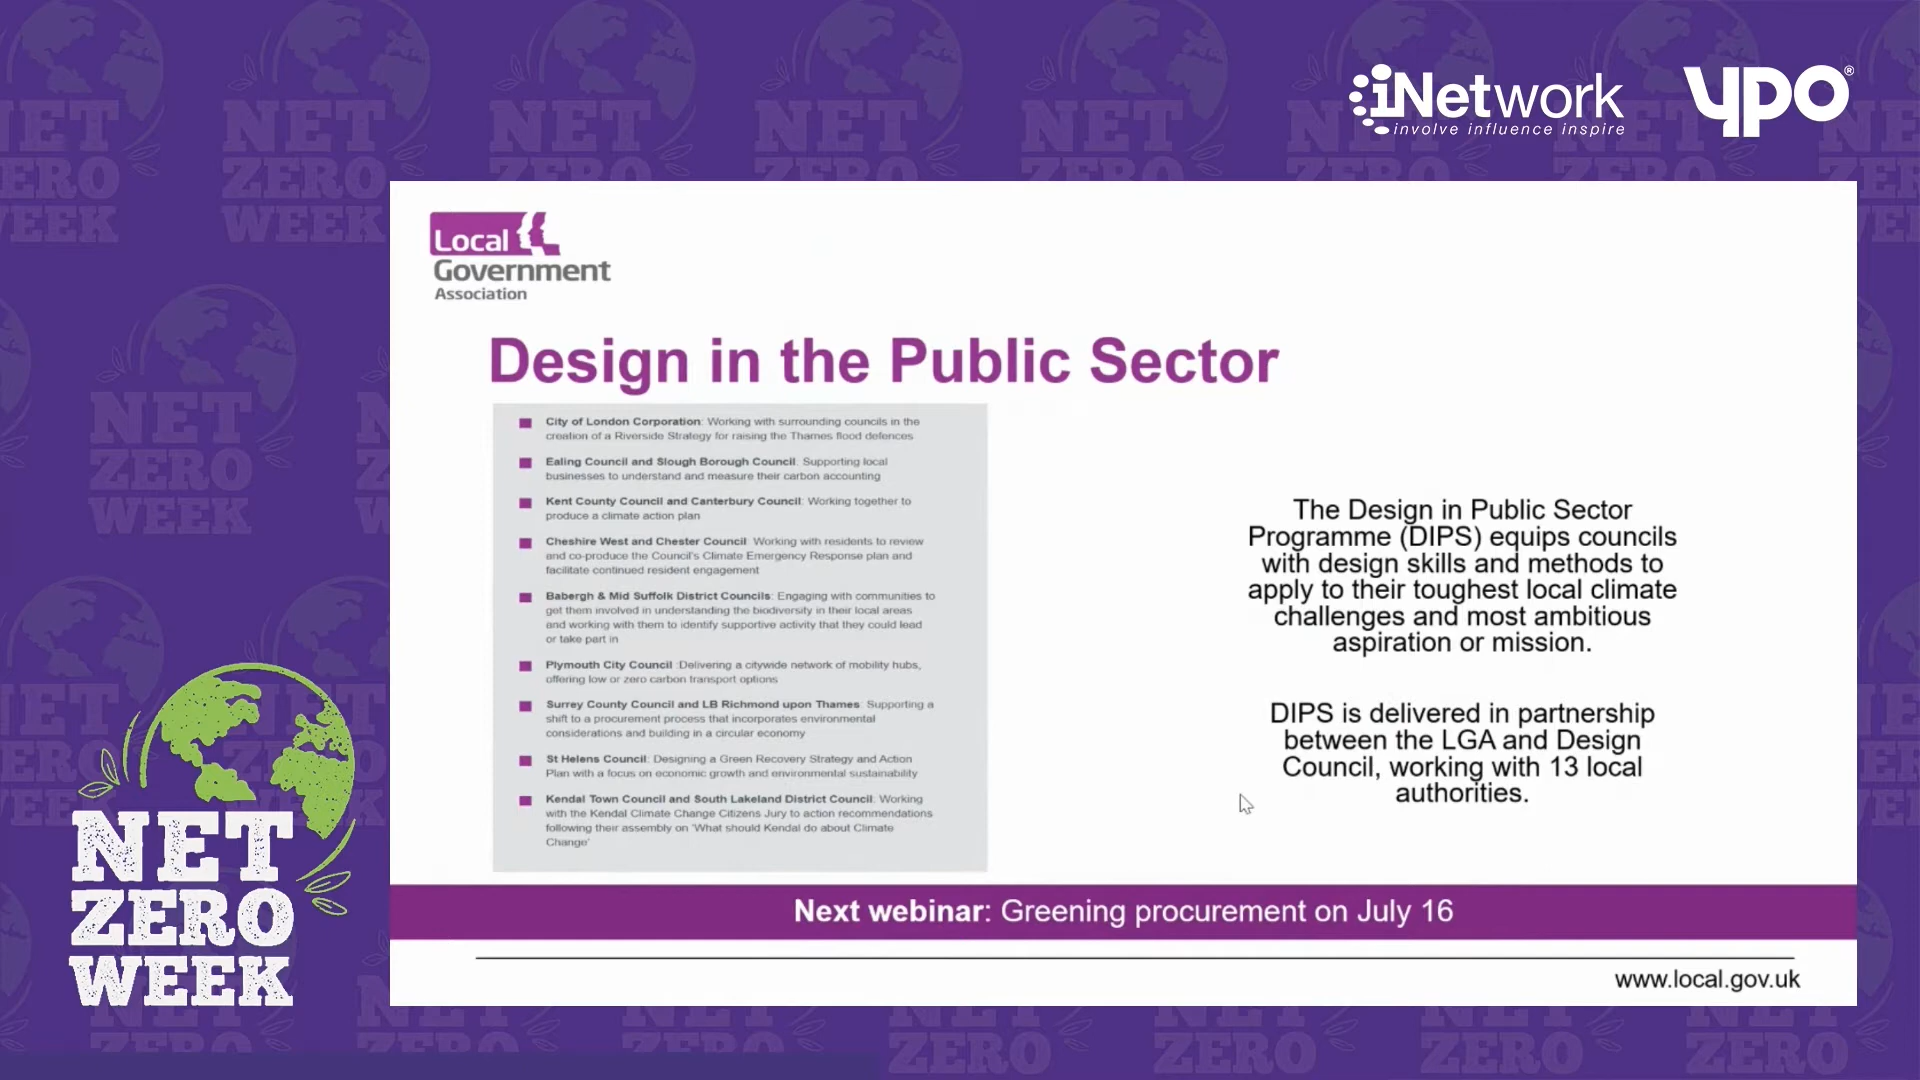 iNetwork
involve influence inspire
YPO®
Local
Government
Association
Design in the Public Sector
City of London Corporation: Working with surrounding councils in the
creation of a Riverside Strategy for raising the Thames flood defences
Ealing Council and Slough Borough Council: Supporting local
businesses to understand and measure their carbon accounting
Kent County Council and Canterbury Council: Working together to
produce a climate action plan
Cheshire West and Chester Council: Working with residents to review
and co-produce the Council's Climate Emergency Response plan and
facilitate continued resident engagement
Babergh & Mid Suffolk District Councils: Engaging with communities to
get them involved in understanding the biodiversity in their local areas
and working with them to identify supportive activity that they could lead
or take part in
Plymouth City Council :Delivering a citywide network of mobility hubs,
offering low or zero carbon transport options
Surrey County Council and LB Richmond upon Thames: Supporting a
shift to a procurement process that incorporates environmental
considerations and building in a circular economy
St Helens Council: Designing a Green Recovery Strategy and Action
Plan with a focus on economic growth and environmental sustainability
Kendal Town Council and South Lakeland District Council: Working
with the Kendal Climate Change Citizens Jury to action recommendations
following their assembly on 'What should Kendal do about Climate
Change'
The Design in Public Sector
Programme (DIPS) equips councils
with design skills and methods to
apply to their toughest local climate
challenges and most ambitious
aspiration or mission.
DIPS is delivered in partnership
between the LGA and Design
Council, working with 13 local
authorities.
Next webinar: Greening procurement on July 16
www.local.gov.uk
NET
ZERO
WEEK